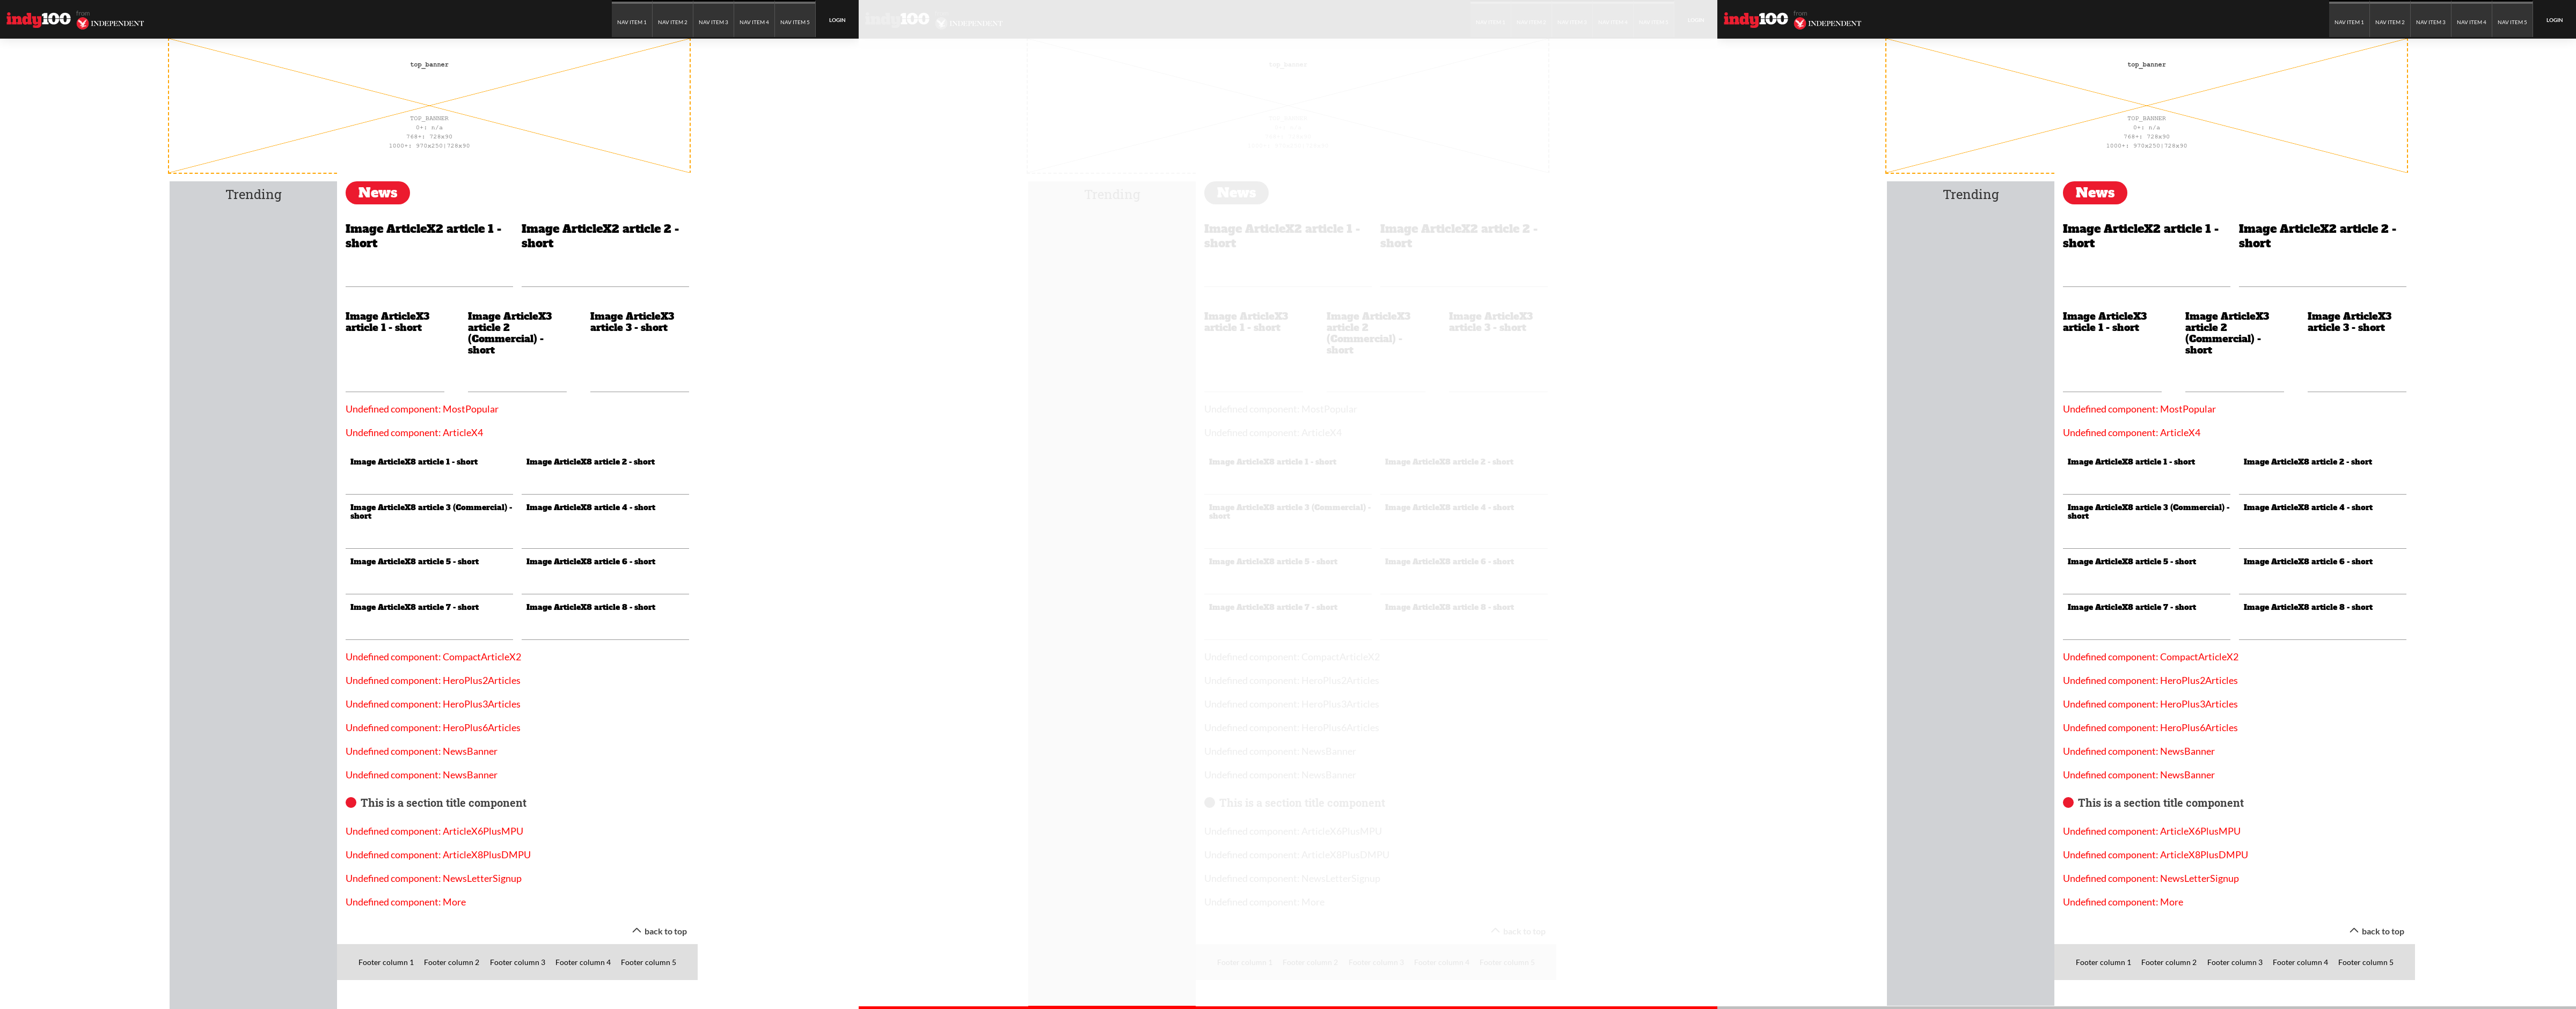 indy100 from INDEPENDENT
NAV ITEM 1 NAV ITEM 2 NAV ITEM 3 NAV ITEM 4 NAV ITEM 5 LOGIN
top_banner
TOP_BANNER
0+: n/a
768+: 728x90
1000+: 970x250|728x90
Trending
News
Image ArticleX2 article 1 -
short
Image ArticleX2 article 2 -
short
Image ArticleX3
article 1 - short
Image ArticleX3
article 2
(Commercial) -
short
Image ArticleX3
article 3 - short
Undefined component: MostPopular
Undefined component: ArticleX4
Image ArticleX8 article 1 - short
Image ArticleX8 article 2 - short
Image ArticleX8 article 3 (Commercial) -
short
Image ArticleX8 article 4 - short
Image ArticleX8 article 5 - short
Image ArticleX8 article 6 - short
Image ArticleX8 article 7 - short
Image ArticleX8 article 8 - short
Undefined component: CompactArticleX2
Undefined component: HeroPlus2Articles
Undefined component: HeroPlus3Articles
Undefined component: HeroPlus6Articles
Undefined component: NewsBanner
Undefined component: NewsBanner
This is a section title component
Undefined component: ArticleX6PlusMPU
Undefined component: ArticleX8PlusDMPU
Undefined component: NewsLetterSignup
Undefined component: More
back to top
Footer column 1 Footer column 2 Footer column 3 Footer column 4 Footer column 5
indy100 INDEPENDENT
top_banner
Trending
News
Image ArticleX2 article 1 -
short
Image ArticleX2 article 2 -
short
Image ArticleX3
article 1 - short
Image ArticleX3
article 2
(Commercial) -
short
Image ArticleX3
article 3 - short
Undefined component: MostPopular
Undefined component: ArticleX4
Image ArticleX8 article 1 - short
Image ArticleX8 article 2 - short
Image ArticleX8 article 3 (Commercial) -
short
Image ArticleX8 article 4 - short
Image ArticleX8 article 5 - short
Image ArticleX8 article 6 - short
Image ArticleX8 article 7 - short
Image ArticleX8 article 8 - short
Undefined component: CompactArticleX2
Undefined component: HeroPlus2Articles
Undefined component: HeroPlus3Articles
Undefined component: HeroPlus6Articles
Undefined component: NewsBanner
Undefined component: NewsBanner
This is a section title component
Undefined component: ArticleX6PlusMPU
Undefined component: ArticleX8PlusDMPU
Undefined component: NewsLetterSignup
Undefined component: More
back to top
Footer column 1 Footer column 2 Footer column 3 Footer column 4 Footer column 5
indy100 from INDEPENDENT
NAV ITEM 1 NAV ITEM 2 NAV ITEM 3 NAV ITEM 4 NAV ITEM 5 LOGIN
top_banner
TOP_BANNER
0+: n/a
768+: 728x90
1000+: 970x250|728x90
Trending
News
Image ArticleX2 article 1 -
short
Image ArticleX2 article 2 -
short
Image ArticleX3
article 1 - short
Image ArticleX3
article 2
(Commercial) -
short
Image ArticleX3
article 3 - short
Undefined component: MostPopular
Undefined component: ArticleX4
Image ArticleX8 article 1 - short
Image ArticleX8 article 2 - short
Image ArticleX8 article 3 (Commercial) -
short
Image ArticleX8 article 4 - short
Image ArticleX8 article 5 - short
Image ArticleX8 article 6 - short
Image ArticleX8 article 7 - short
Image ArticleX8 article 8 - short
Undefined component: CompactArticleX2
Undefined component: HeroPlus2Articles
Undefined component: HeroPlus3Articles
Undefined component: HeroPlus6Articles
Undefined component: NewsBanner
Undefined component: NewsBanner
This is a section title component
Undefined component: ArticleX6PlusMPU
Undefined component: ArticleX8PlusDMPU
Undefined component: NewsLetterSignup
Undefined component: More
back to top
Footer column 1 Footer column 2 Footer column 3 Footer column 4 Footer column 5